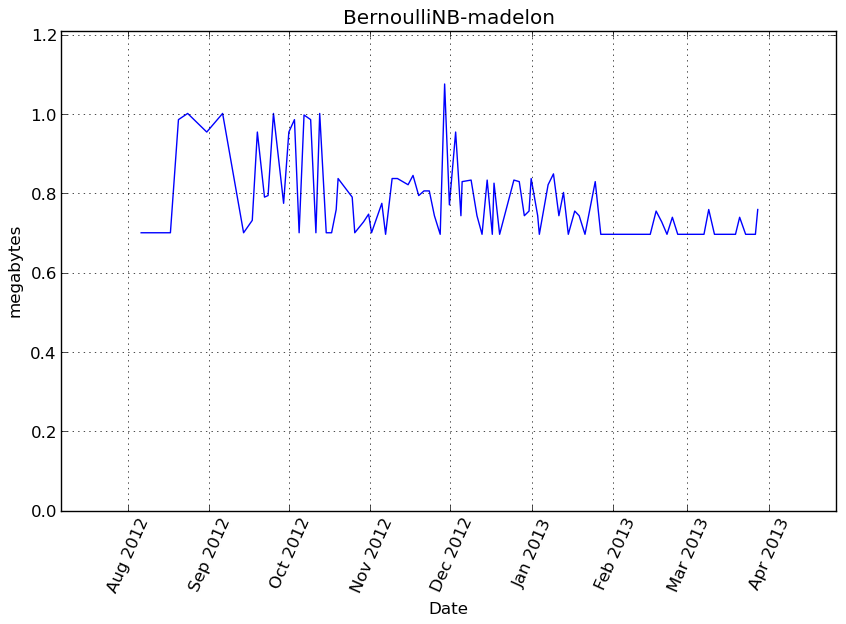 BernoulliNB-madelon
1.2
1.0
0.8
0.6
0.4
0.2
0.0
megabytes
Aug 2012
Sep 2012
Oct 2012
Nov 2012
Dec 2012
Jan 2013
Feb 2013
Mar 2013
Apr 2013
Date